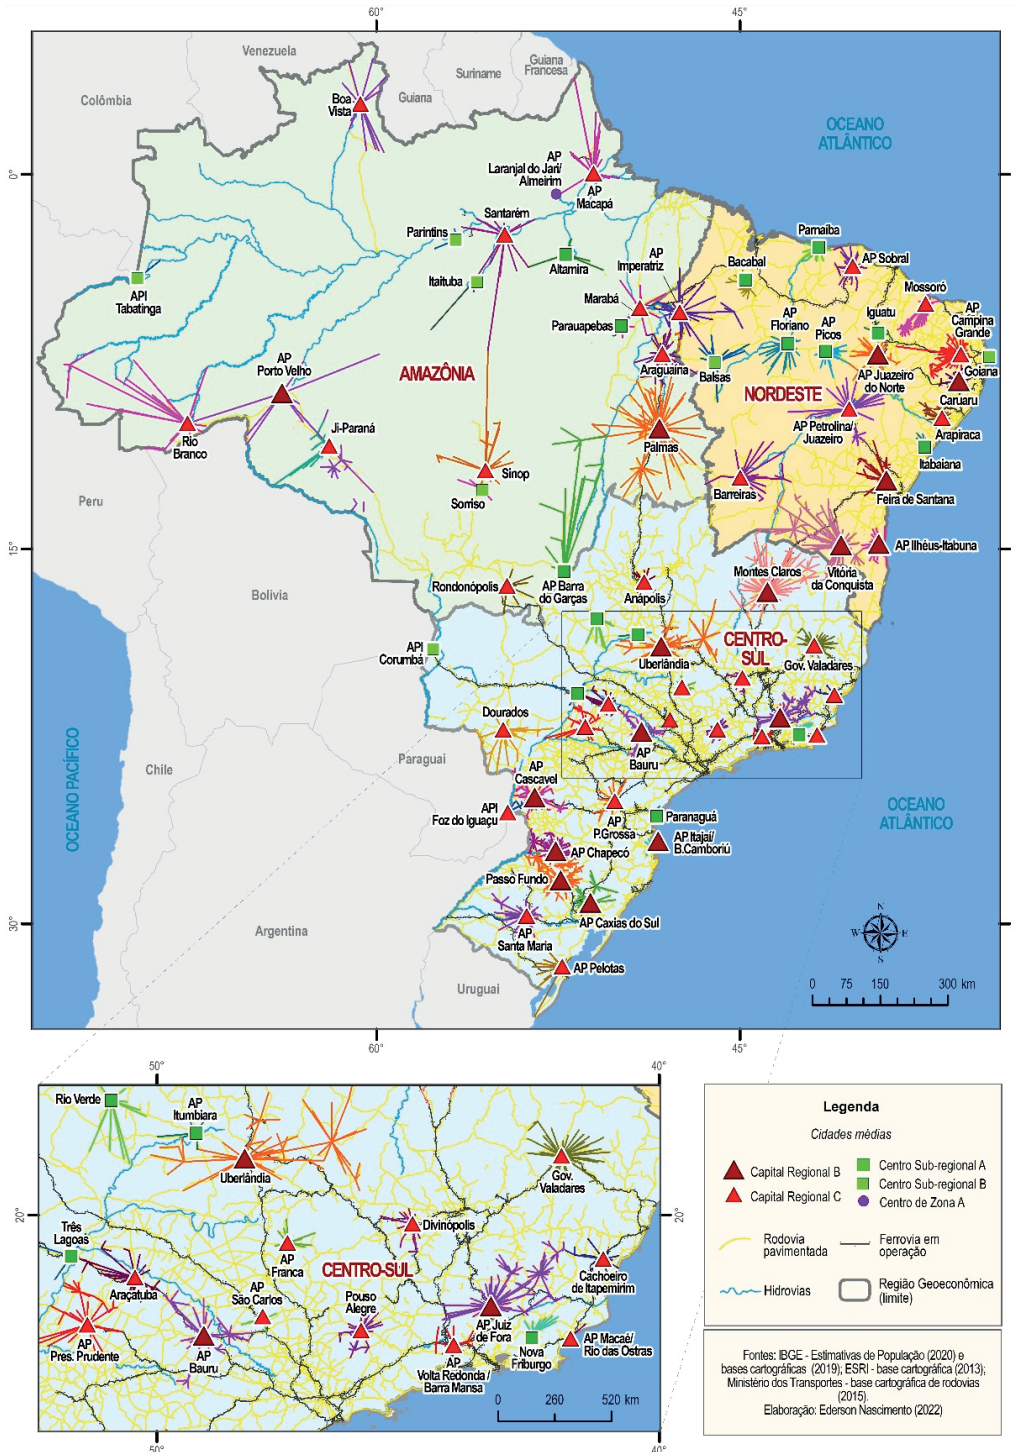 60°
45°
Venezuela
Guiana
Francesa
Suriname
Guiana
Colômbia
Boa
Vista
OCEANO
ATLÂNTICO
0°
AP
Laranjal do Jari/
Almeirim
AP
Macapá
Santarém
Parintins
Itaituba
Altamira
AP
Imperatriz
Parnaíba
Bacabal
AP Sobral
API
Tabatinga
Marabá
Parauapebas
Mossoró
AP
Floriano
AP
Picos
Iguatu
AP
Campina
Grande
AP
Porto Velho
AMAZÔNIA
Araguaína
Balsas
NORDESTE
AP Juazeiro
do Norte
Goiana
Caruaru
Rio
Branco
Ji-Paraná
Palmas
AP Petrolina/
Juazeiro
Arapiraca
Itabaiana
Peru
Sinop
Sorriso
Barreiras
Feira de Santana
15°
AP Ilhéus-Itabuna
Vitória
da Conquista
Montes Claros
Bolivia
Rondonópolis
AP Barra
do Garças
Anápolis
API
Corumbá
Uberlândia
CENTRO-
SUL
Gov. Valadares
Dourados
OCEANO PACÍFICO
Chile
Paraguai
AP
Bauru
AP
Cascavel
API
Foz do Iguaçu
AP
P.Grossa
Paranaguá
AP Itajaí/
B.Camboriú
OCEANO
ATLÂNTICO
AP Chapecó
Passo Fundo
AP Caxias do Sul
30°
Argentina
AP
Santa Maria
AP Pelotas
Uruguai
N
W
E
S
0 75 150 300 km
60°
45°
50°
40°
Rio Verde
AP
Itumbiara
Uberlândia
Gov.
Valadares
20°
20°
Três
Lagoas
Divinópolis
AP
Franca
CENTRO-SUL
Araçatuba
AP
São Carlos
Pouso
Alegre
Cachoeiro
de Itapemirim
AP
Pres. Prudente
AP
Bauru
AP Juiz
de Fora
Nova
Friburgo
AP Macaé/
Rio das Ostras
AP
Volta Redonda /
Barra Mansa
0 260 520 km
50°
40°
Legenda
Cidades médias
Capital Regional B
Capital Regional C
Centro Sub-regional A
Centro Sub-regional B
Centro de Zona A
Rodovia
pavimentada
Ferrovia em
operação
Hidrovias
Região Geoeconômica
(limite)
Fontes: IBGE - Estimativas de População (2020) e
bases cartográficas (2019); ESRI - base cartográfica (2013);
Ministério dos Transportes - base cartográfica de rodovias
(2015).
Elaboração: Ederson Nascimento (2022)